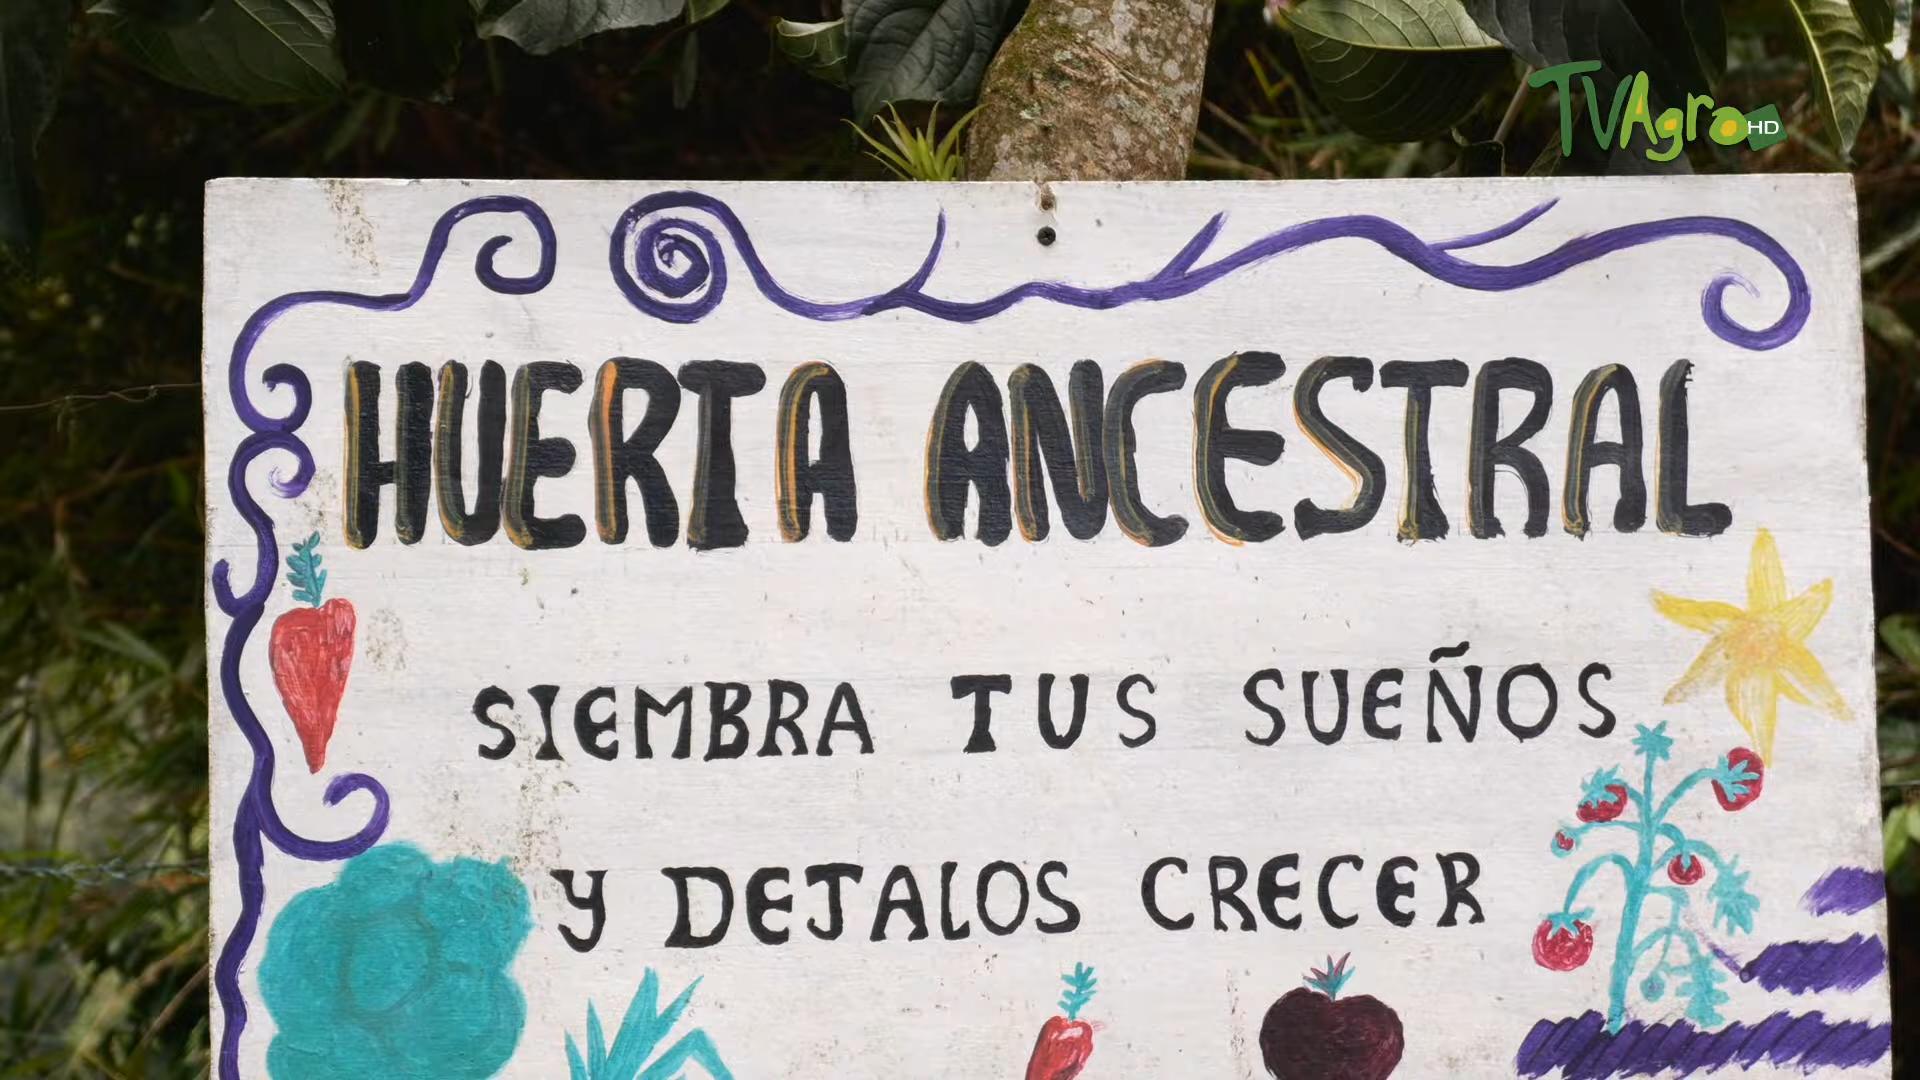 TVAgro HD
HUERTA ANCESTRAL
SIEMBRA TUS SUEÑOS
Y DEJALOS CRECER